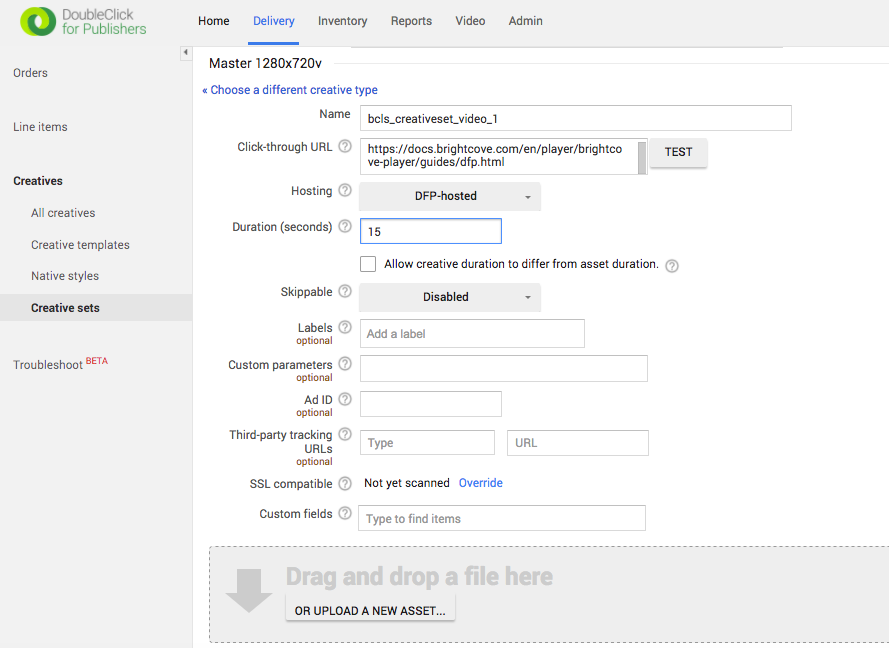 DoubleClick
for Publishers
Home Delivery Inventory Reports Video Admin
Orders
Line items
Creatives
All creatives
Creative templates
Native styles
Creative sets
Troubleshoot BETA
Master 1280x720v
« Choose a different creative type
Name bcls_creativeset_video_1
Click-through URL ? https://docs.brightcove.com/en/player/brightco
ve-player/guides/dfp.html
TEST
Hosting ? DFP-hosted
Duration (seconds) ? 15
Allow creative duration to differ from asset duration. ?
Skippable ? Disabled
Labels ? Add a label
optional
Custom parameters ?
optional
Ad ID ?
optional
Third-party tracking ? Type URL
URLs
optional
SSL compatible ? Not yet scanned Override
Custom fields ? Type to find items
Drag and drop a file here
OR UPLOAD A NEW ASSET...